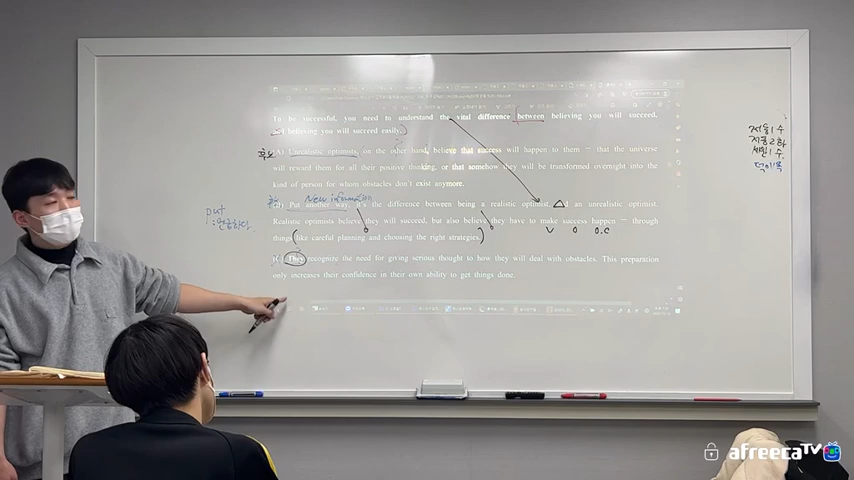 To be successful, you need to understand the vital difference between believing you will succeed,
and believing you will succeed easily.
(A) Unrealistic optimists, on the other hand, believe that success will happen to them — that the universe
will reward them for all their positive thinking, or that somehow they will be transformed overnight into the
kind of person for whom obstacles don't exist anymore.
New information
(B) Put another way, it's the difference between being a realistic optimist, and an unrealistic optimist.
Realistic optimists believe they will succeed, but also believe they have to make success happen — through
V O O.C
things like careful planning and choosing the right strategies.
(C) They recognize the need for giving serious thought to how they will deal with obstacles. This preparation
only increases their confidence in their own ability to get things done.
put
:언급하다.
afreecaTV